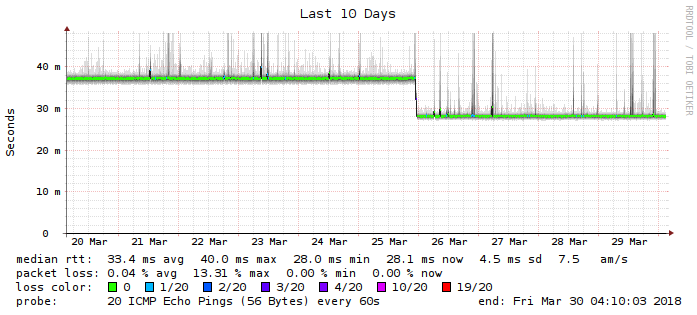 Last 10 Days
RRDTOOL / TOBI OETIKER
Seconds
40 m
30 m
20 m
10 m
0
20 Mar 21 Mar 22 Mar 23 Mar 24 Mar 25 Mar 26 Mar 27 Mar 28 Mar 29 Mar
median rtt: 33.4 ms avg 40.0 ms max 28.0 ms min 28.1 ms now 4.5 ms sd 7.5 am/s
packet loss: 0.04 % avg 13.31 % max 0.00 % min 0.00 % now
loss color: 0 1/20 2/20 3/20 4/20 10/20 19/20
probe: 20 ICMP Echo Pings (56 Bytes) every 60s end: Fri Mar 30 04:10:03 2018